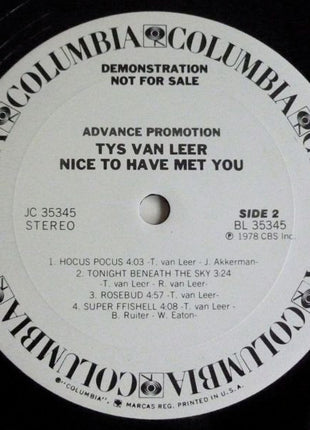 COLUMBIA COLUMBIA
COLUMBIA COLUMBIA
DEMONSTRATION
NOT FOR SALE
ADVANCE PROMOTION
TYS VAN LEER
NICE TO HAVE MET YOU
JC 35345
STEREO
SIDE 2
BL 35345
Ⓟ 1978 CBS Inc.
1. HOCUS POCUS 4:03 -T. van Leer - J. Akkerman-
2. TONIGHT BENEATH THE SKY 3:24
-T. van Leer - R. van Leer-
3. ROSEBUD 4:57 -T. van Leer-
4. SUPER FFISHELL 4:08 -T. van Leer -
B. Ruiter - W. Eaton-
COLUMBIA COLUMBIA
"COLUMBIA", MARCAS REG. PRINTED IN U.S.A.